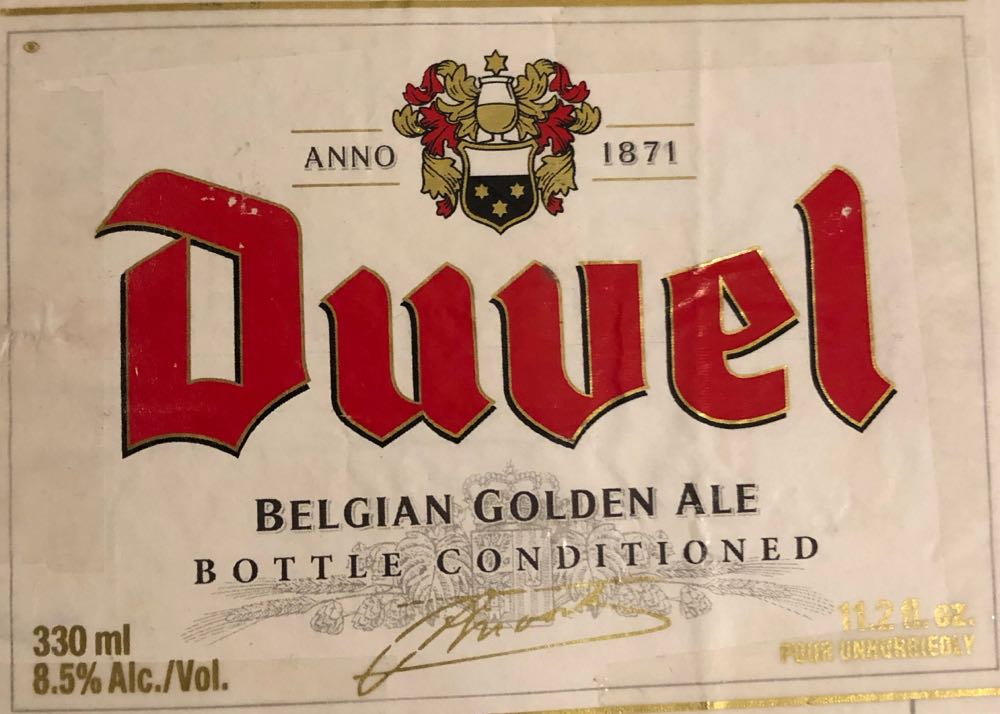 ANNO 1871
Duvel
BELGIAN GOLDEN ALE
BOTTLE CONDITIONED
330 ml
8.5% Alc./Vol.
11.2 fl. oz.
POUR UNHURRIEDLY